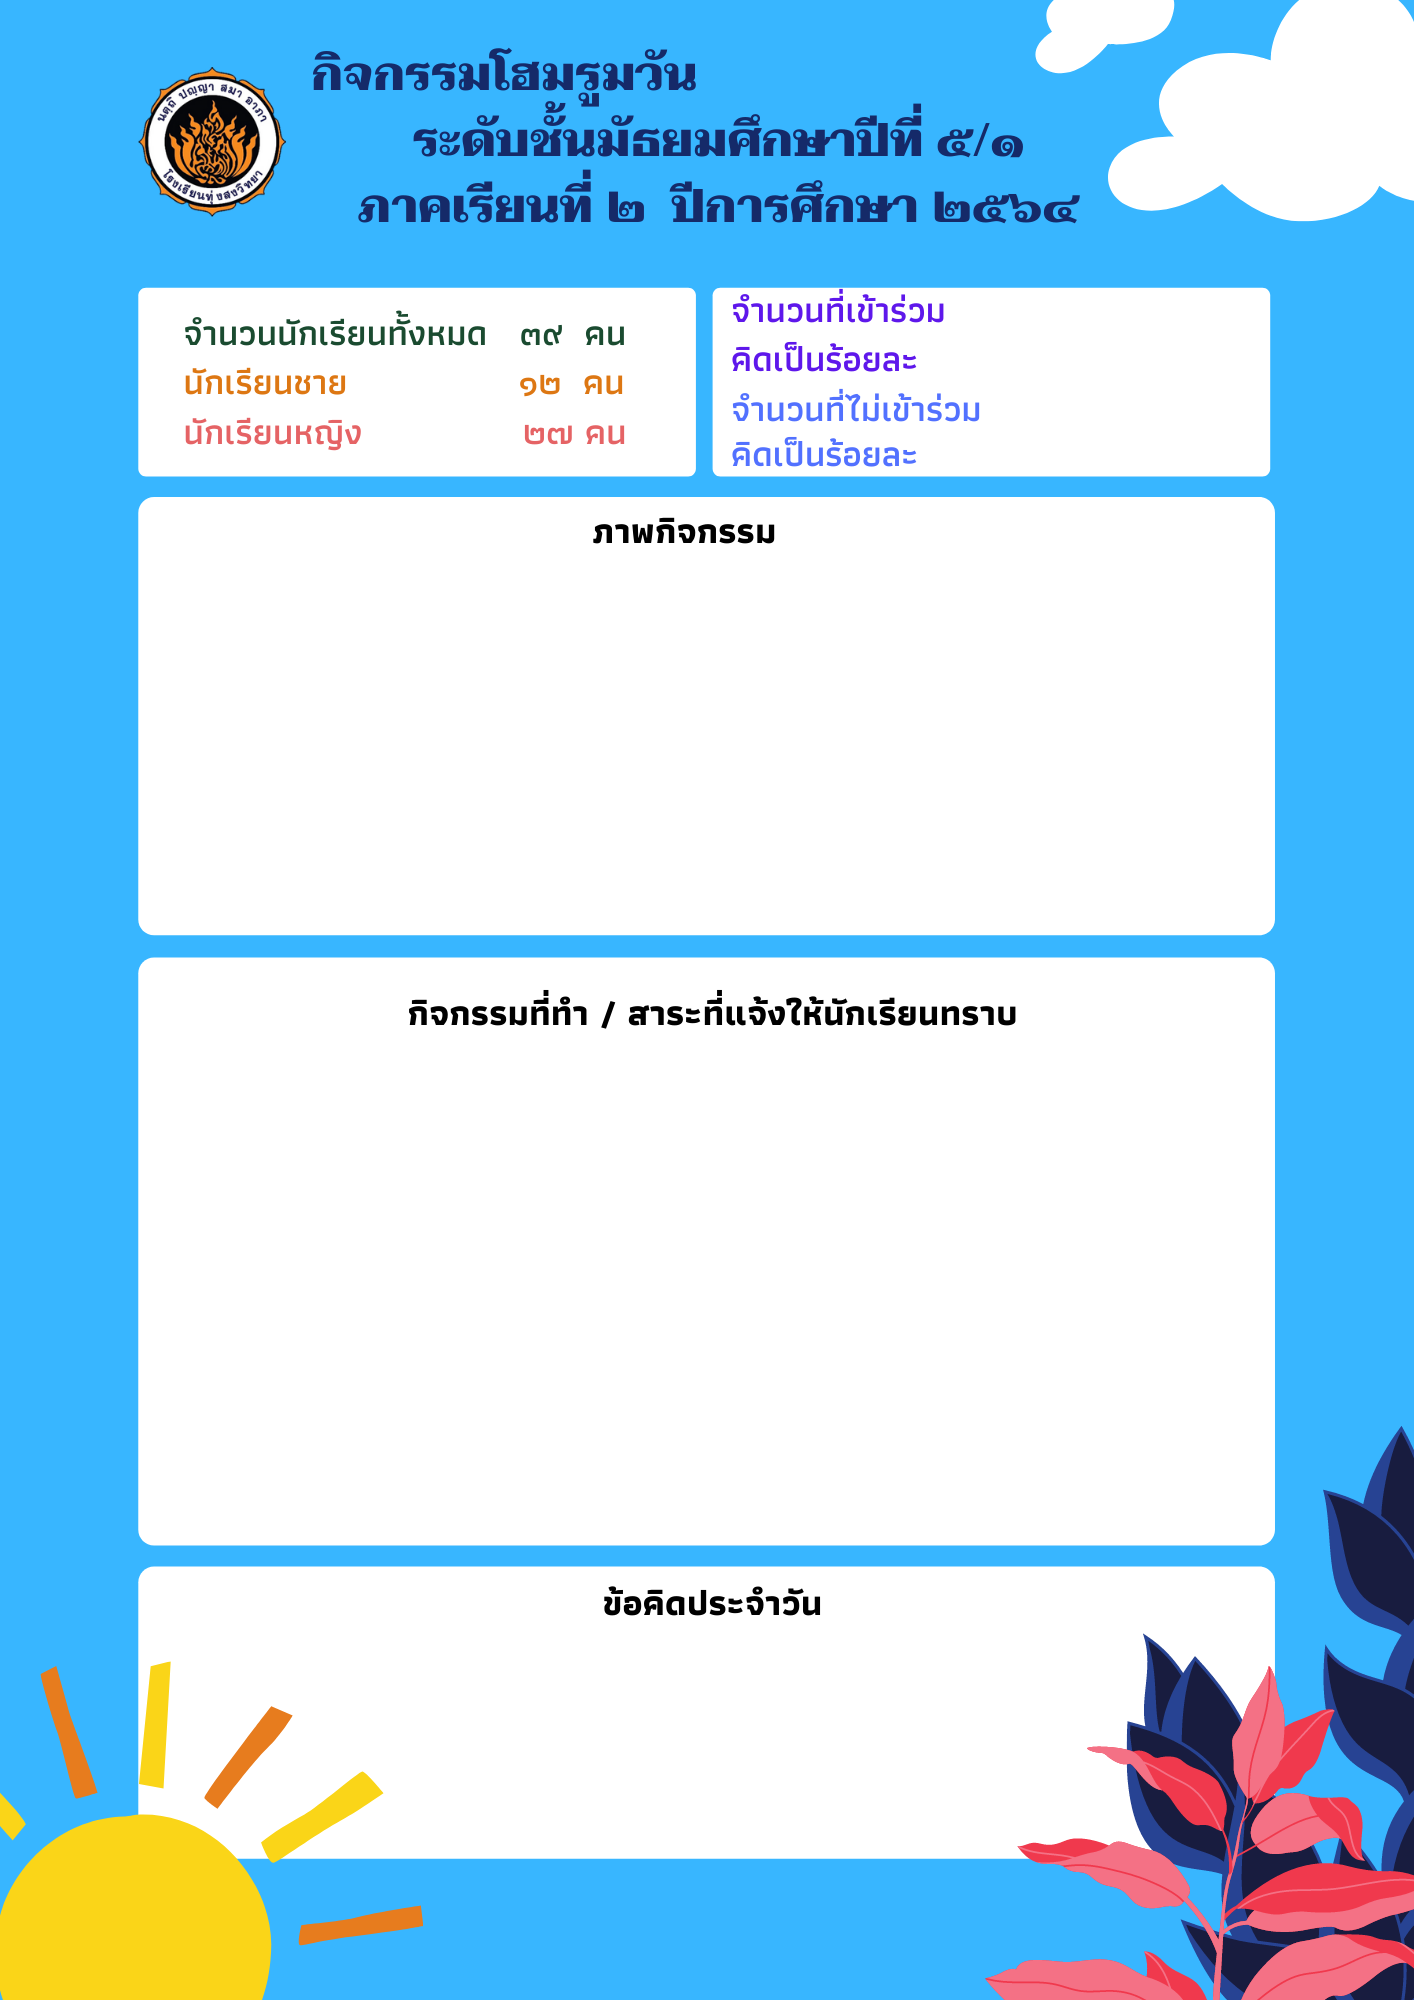 กิจกรรมโฮมรูมวัน
ระดับชั้นมัธยมศึกษาปีที่ ๕/๑
ภาคเรียนที่ ๒ ปีการศึกษา ๒๕๖๔
นตฺถิ ปญฺญา สมา อาภา
โรงเรียนทุ่งสงวิทยา
จำนวนนักเรียนทั้งหมด ๓๙ คน
นักเรียนชาย ๑๒ คน
นักเรียนหญิง ๒๗ คน
จำนวนที่เข้าร่วม
คิดเป็นร้อยละ
จำนวนที่ไม่เข้าร่วม
คิดเป็นร้อยละ
ภาพกิจกรรม
กิจกรรมที่ทำ / สาระที่แจ้งให้นักเรียนทราบ
ข้อคิดประจำวัน